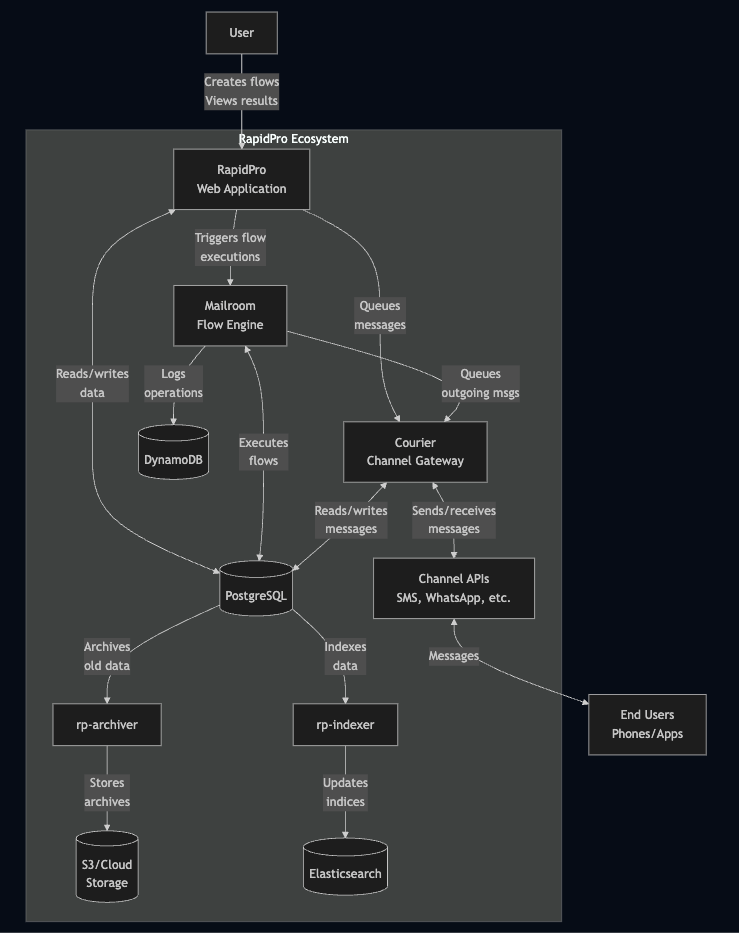 User
Creates flows
Views results
RapidPro Ecosystem
RapidPro
Web Application
Triggers flow
executions
Mailroom
Flow Engine
Queues
messages
Reads/writes
data
Logs
operations
Queues
outgoing msgs
DynamoDB
Executes
flows
Courier
Channel Gateway
Reads/writes
messages
Sends/receives
messages
PostgreSQL
Channel APIs
SMS, WhatsApp, etc.
Archives
old data
Indexes
data
Messages
rp-archiver
rp-indexer
End Users
Phones/Apps
Stores
archives
Updates
indices
S3/Cloud
Storage
Elasticsearch